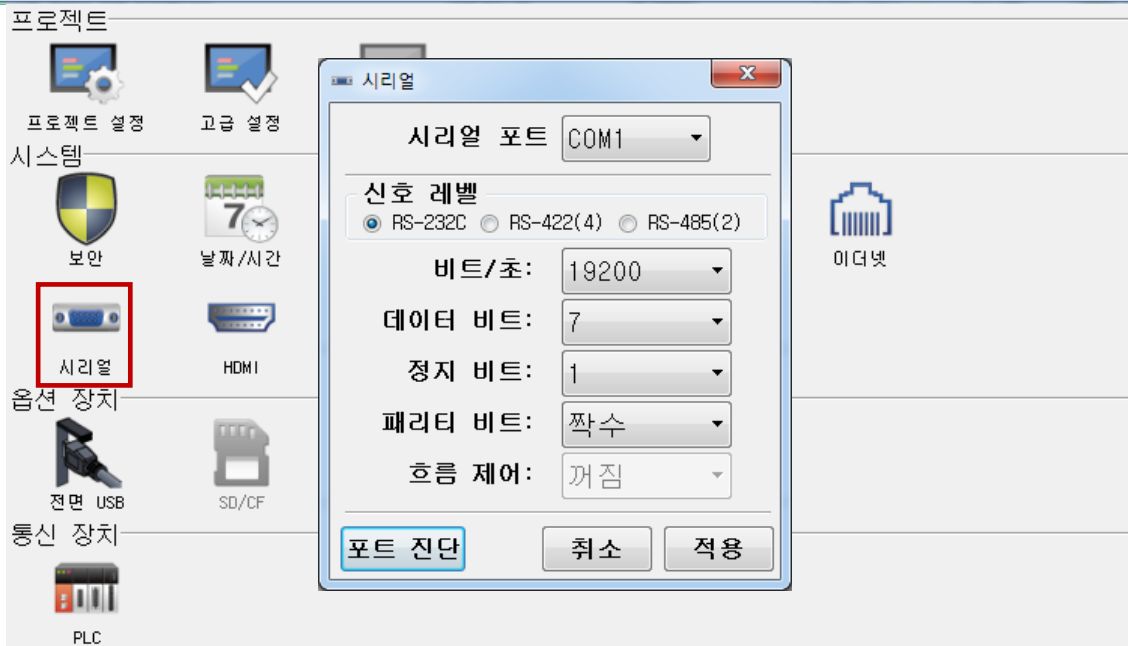 프로젝트
프로젝트 설정
고급 설정
시스템
보안
날짜/시간
7
이더넷
시리얼
HDMI
옵션 장치
전면 USB
SD/CF
통신 장치
PLC
시리얼
시리얼 포트 COM1
신호 레벨
RS-232C RS-422(4) RS-485(2)
비트/초: 19200
데이터 비트: 7
정지 비트: 1
패리티 비트: 짝수
흐름 제어: 꺼짐
포트 진단 취소 적용